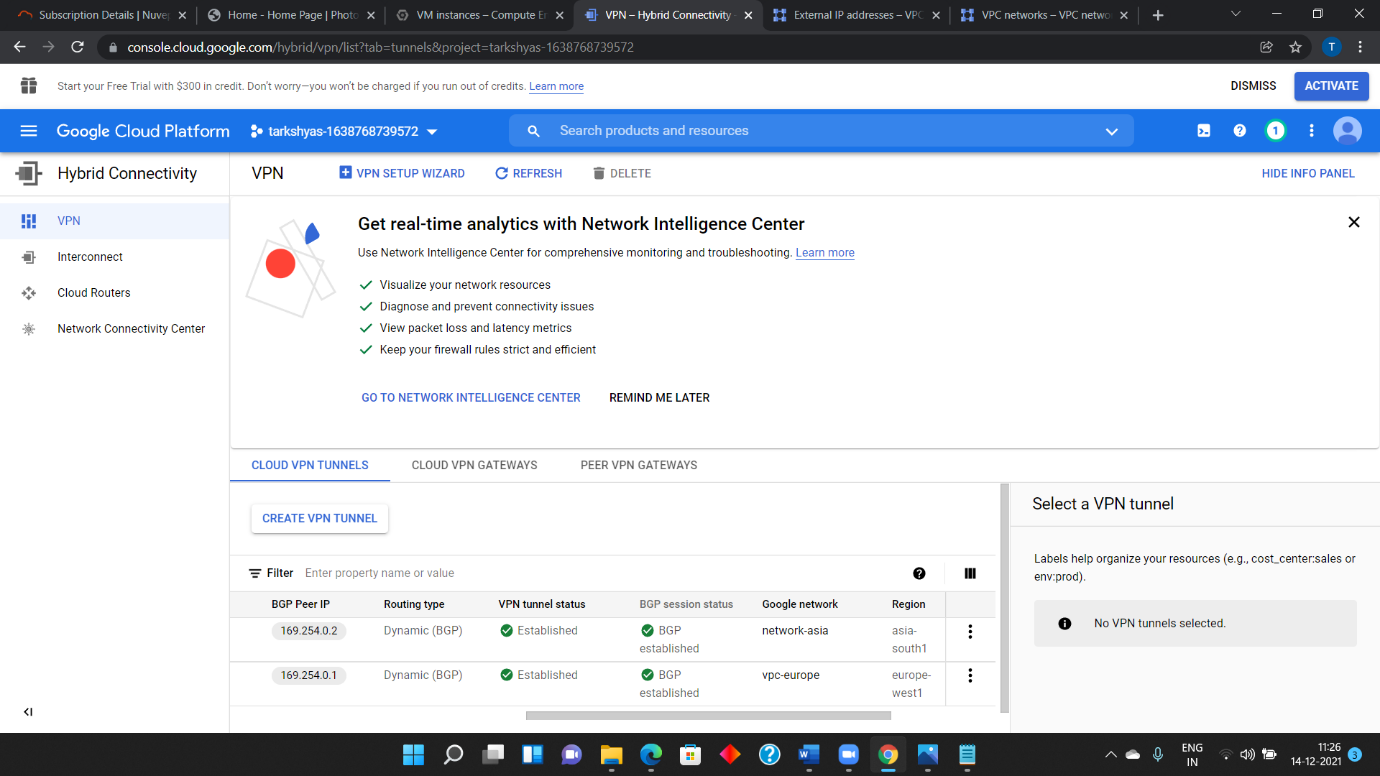 Subscription Details | Nuvep
Home - Home Page | Photo
VM instances – Compute En
VPN – Hybrid Connectivity
External IP addresses – VPC
VPC networks – VPC netwo
console.cloud.google.com/hybrid/vpn/list?tab=tunnels&project=tarkshyas-1638768739572
T
Start your Free Trial with $300 in credit. Don't worry—you won't be charged if you run out of credits. Learn more
DISMISS
ACTIVATE
Google Cloud Platform
tarkshyas-1638768739572
Search products and resources
1
Hybrid Connectivity
VPN
VPN SETUP WIZARD
REFRESH
DELETE
HIDE INFO PANEL
VPN
Interconnect
Cloud Routers
Network Connectivity Center
Get real-time analytics with Network Intelligence Center
Use Network Intelligence Center for comprehensive monitoring and troubleshooting. Learn more
Visualize your network resources
Diagnose and prevent connectivity issues
View packet loss and latency metrics
Keep your firewall rules strict and efficient
GO TO NETWORK INTELLIGENCE CENTER
REMIND ME LATER
CLOUD VPN TUNNELS
CLOUD VPN GATEWAYS
PEER VPN GATEWAYS
CREATE VPN TUNNEL
Filter Enter property name or value
BGP Peer IP Routing type VPN tunnel status BGP session status Google network Region
169.254.0.2 Dynamic (BGP) Established BGP network-asia asia-
established south1
169.254.0.1 Dynamic (BGP) Established BGP vpc-europe europe-
established west1
Select a VPN tunnel
Labels help organize your resources (e.g., cost_center:sales or
env:prod).
No VPN tunnels selected.
ENG
IN
11:26
14-12-2021
3